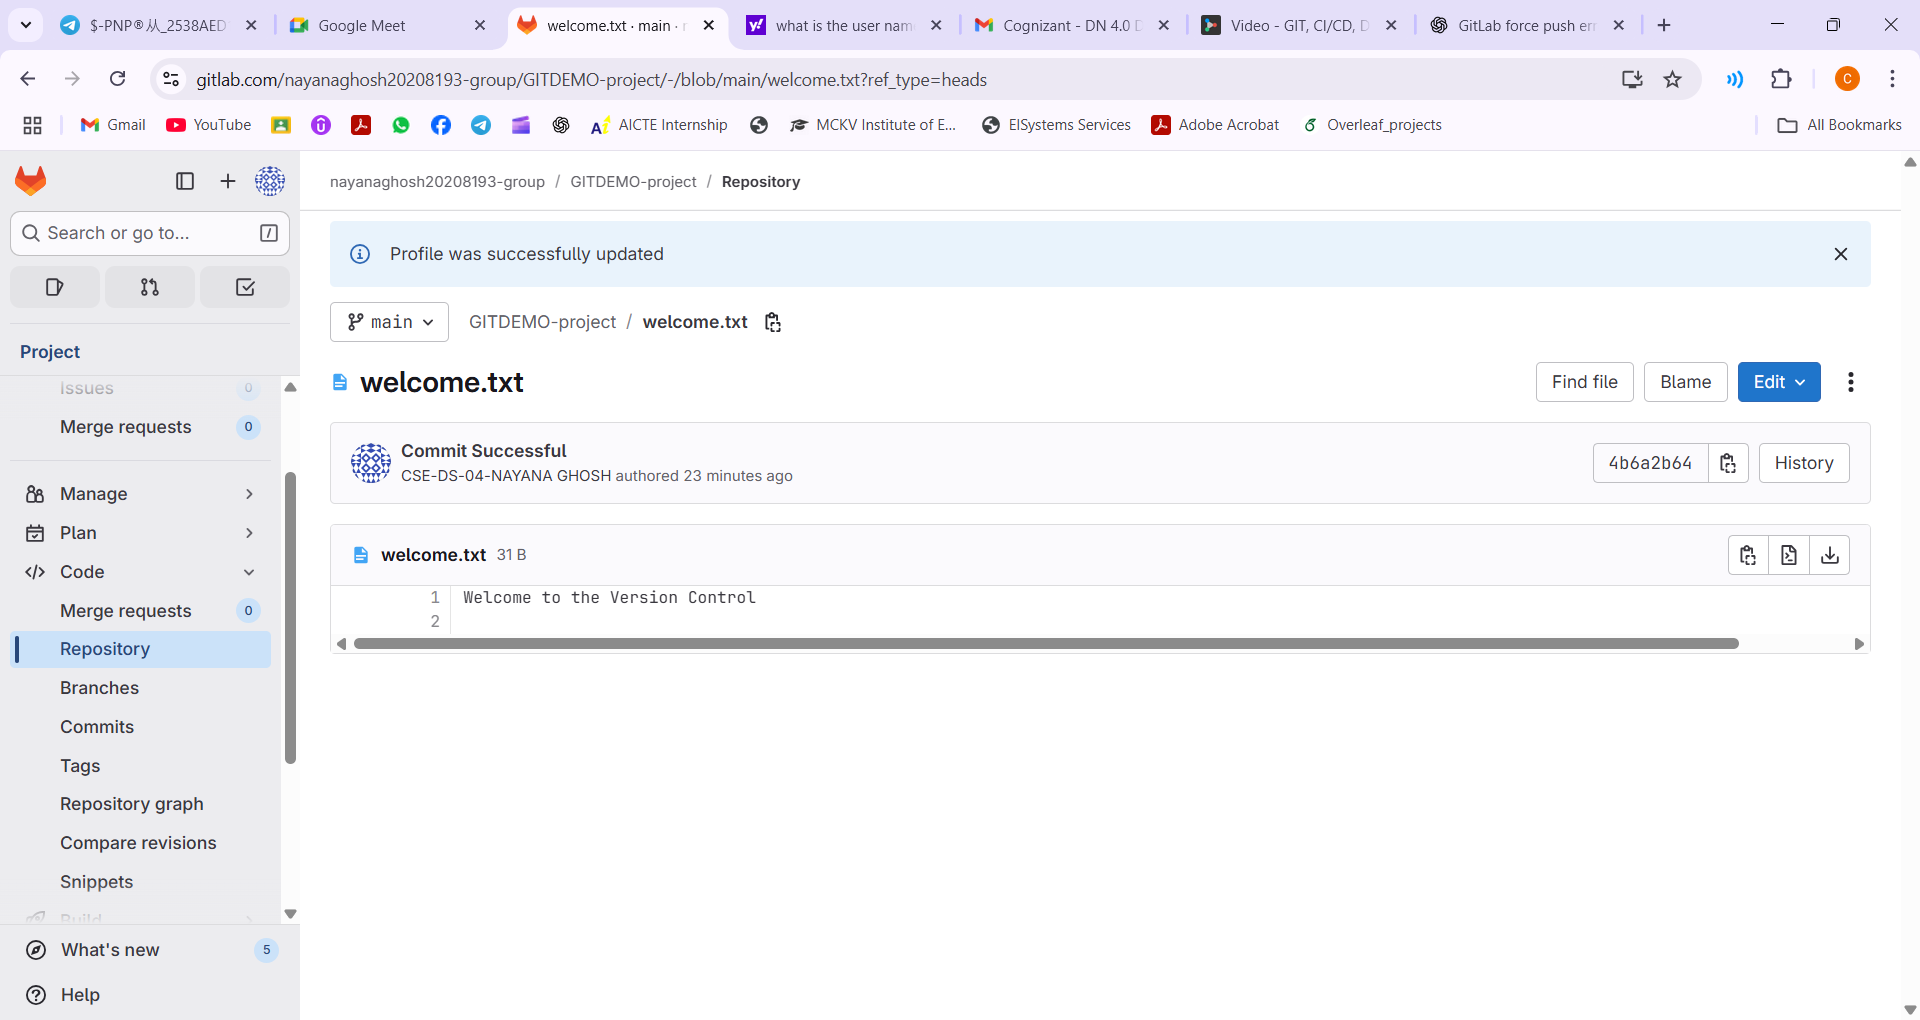 $-PNP®从_2538AED
Google Meet
welcome.txt · main ·
what is the user nam
Cognizant - DN 4.0 D
Video - GIT, CI/CD, D
GitLab force push err
gitlab.com/nayanaghosh20208193-group/GITDEMO-project/-/blob/main/welcome.txt?ref_type=heads
C
Gmail
YouTube
AICTE Internship
MCKV Institute of E...
EISystems Services
Adobe Acrobat
Overleaf_projects
All Bookmarks
Search or go to...
/
Project
Issues 0
Merge requests 0
Manage
Plan
Code
Merge requests 0
Repository
Branches
Commits
Tags
Repository graph
Compare revisions
Snippets
Build
What's new 5
Help
nayanaghosh20208193-group / GITDEMO-project / Repository
Profile was successfully updated
main
GITDEMO-project / welcome.txt
welcome.txt
Find file
Blame
Edit
Commit Successful
CSE-DS-04-NAYANA GHOSH authored 23 minutes ago
4b6a2b64
History
welcome.txt 31 B
1 Welcome to the Version Control
2